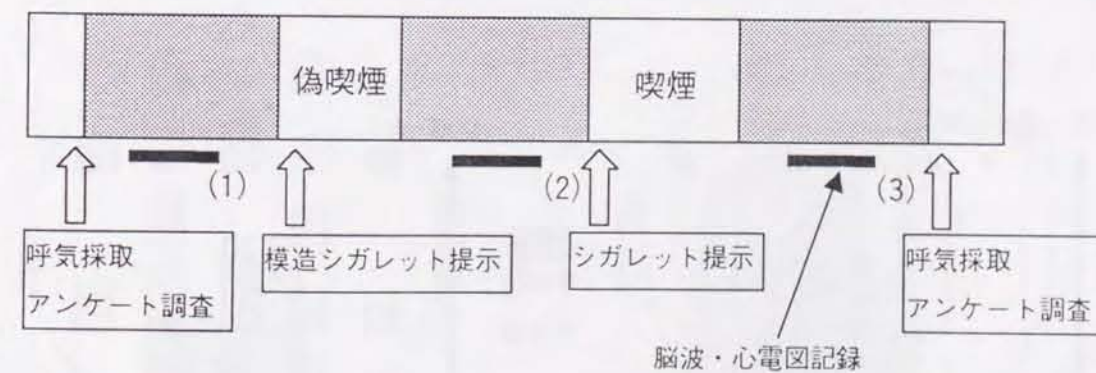 偽喫煙
喫煙
(1)
(2)
(3)
呼気採取
アンケート調査
模造シガレット提示
シガレット提示
呼気採取
アンケート調査
脳波・心電図記録